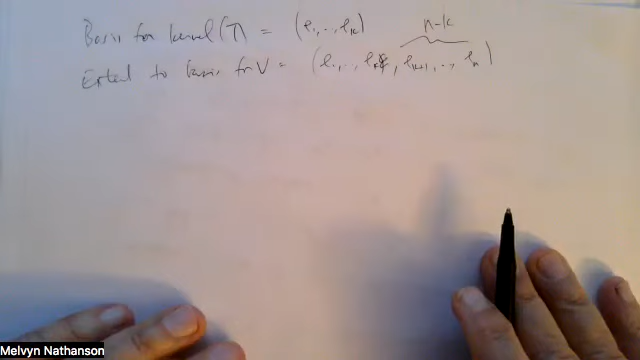 Basis for kernel(T) = (e₁,...,eₖ)   n-k
Extend to basis for V = (e₁,...,eₖ, eₖ₊₁,...,eₙ)
Melvyn Nathanson